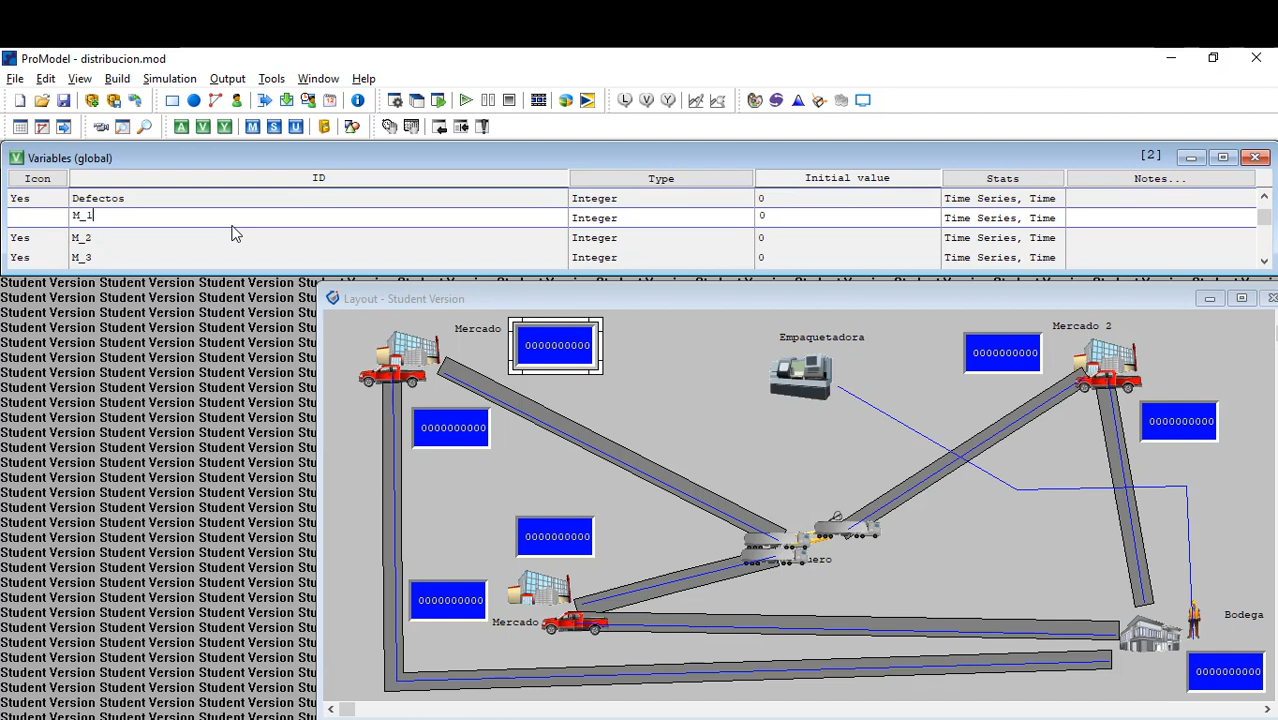 ProModel - distribucion.mod
File Edit View Build Simulation Output Tools Window Help
Variables (global) [2]
Icon ID Type Initial value Stats Notes...
Yes Defectos Integer 0 Time Series, Time
M_1 Integer 0 Time Series, Time
Yes M_2 Integer 0 Time Series, Time
Yes M_3 Integer 0 Time Series, Time
Student Version Student Version Student Version
Layout - Student Version
Mercado
0000000000
Empaquetadora
0000000000
Mercado 2
0000000000
0000000000
0000000000
0000000000
Mercado
Bodega
0000000000